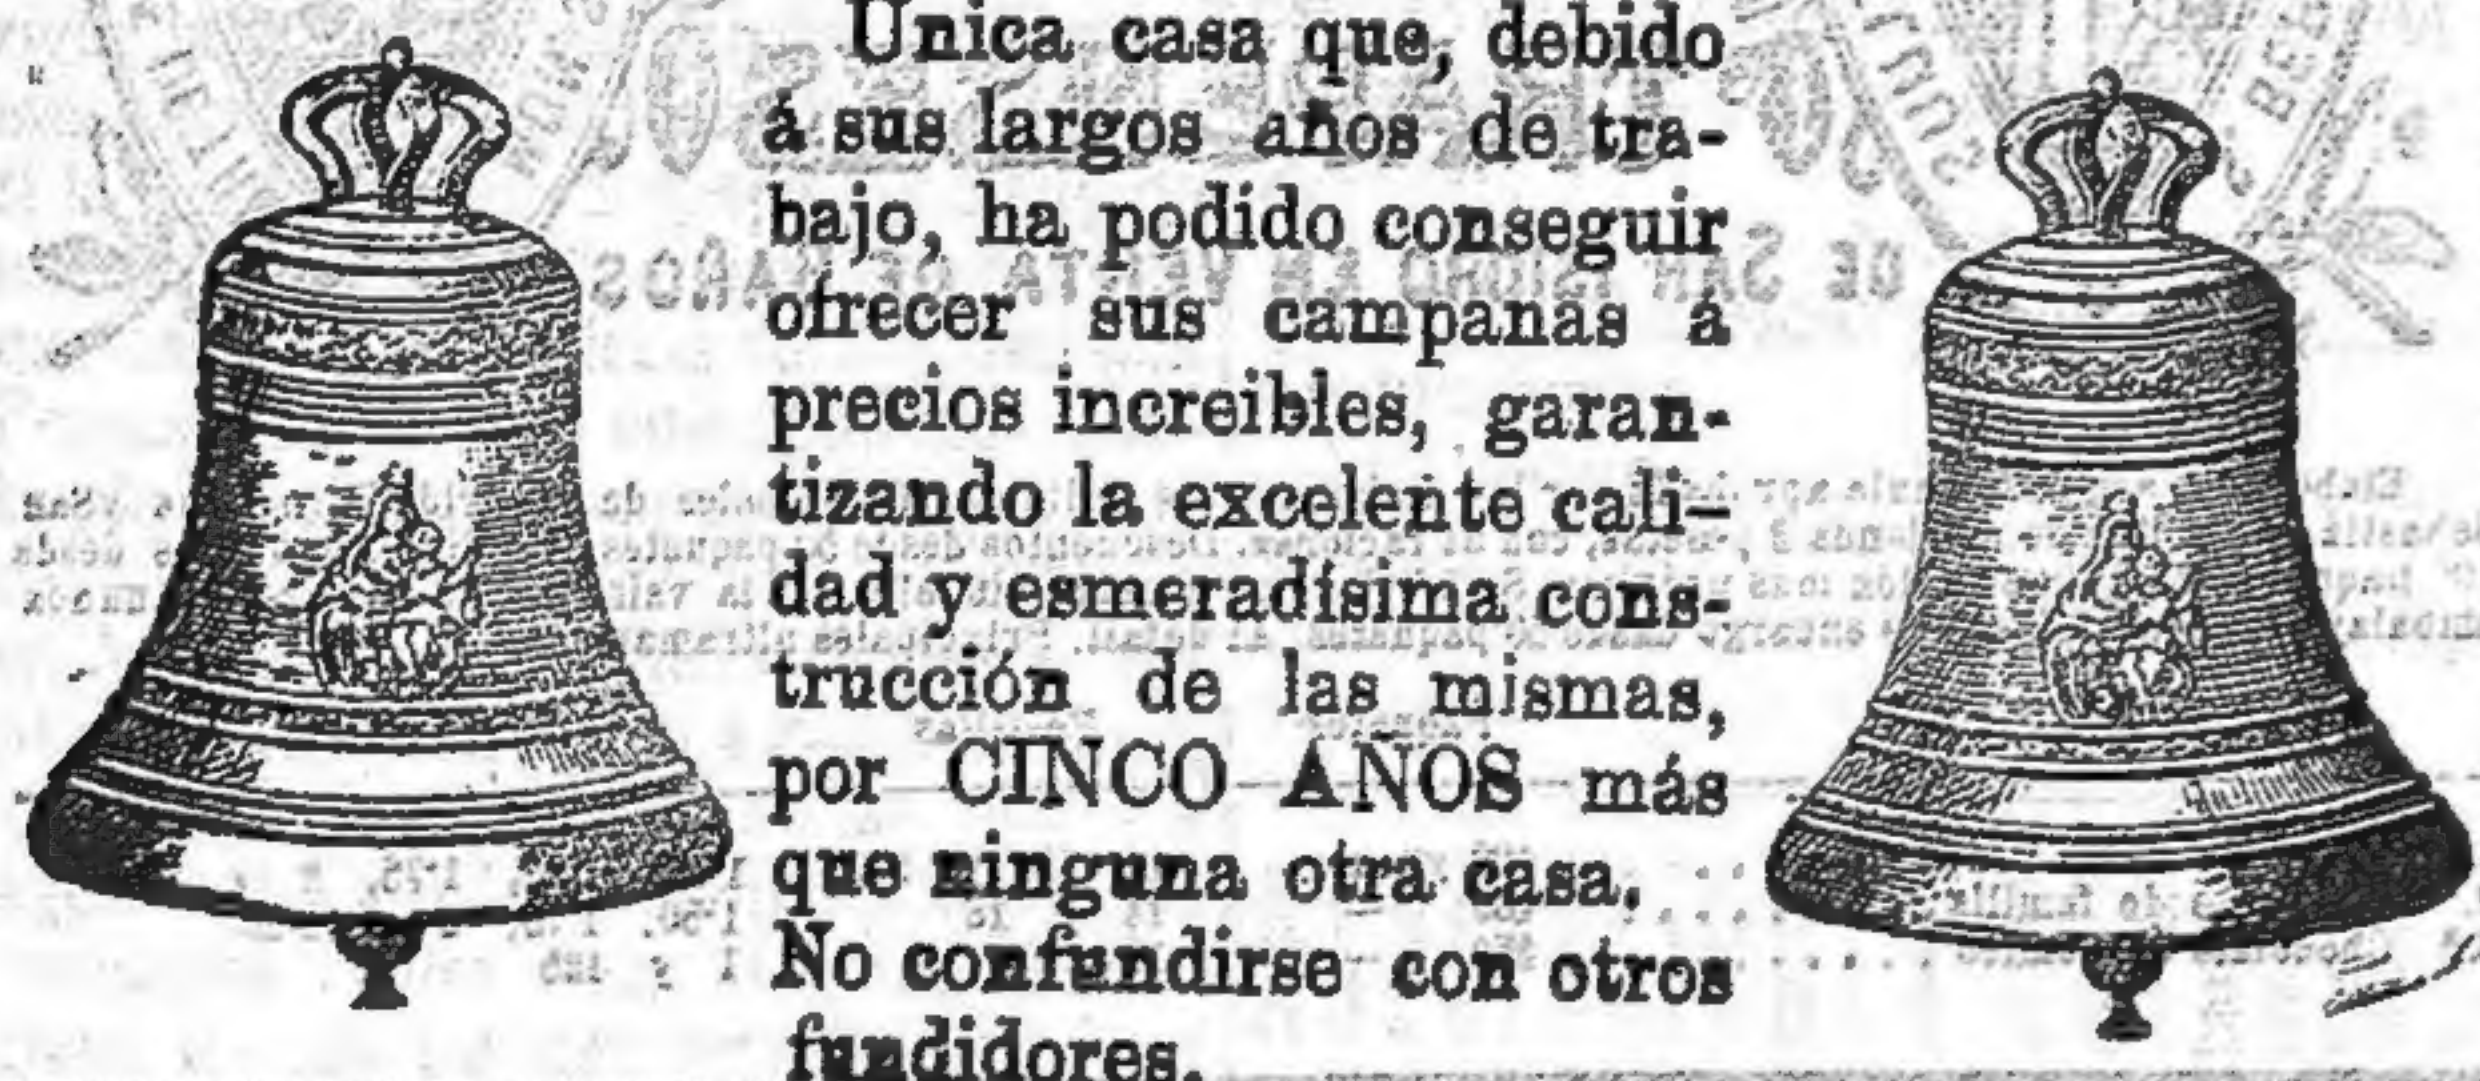 Unica casa que, debido
á sus largos años de tra-
bajo, ha podido conseguir
ofrecer sus campanas á
precios increibles, garan-
tizando la excelente cali-
dad y esmeradísima cons-
trucción de las mismas,
por CINCO AÑOS más
que ninguna otra casa.
No confundirse con otros
fundidores.